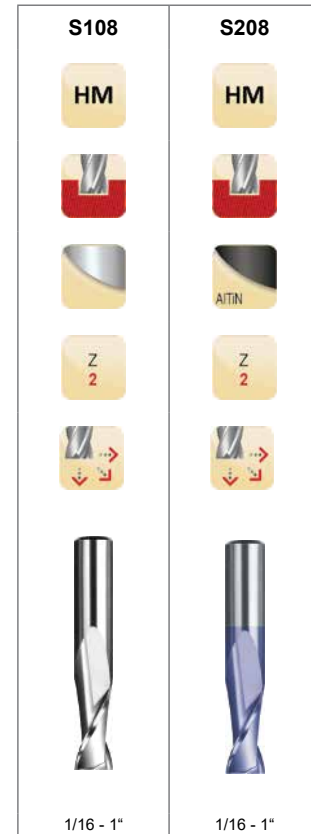 S108 S208
HM HM
AlTiN
Z Z
2 2
1/16 - 1“ 1/16 - 1“